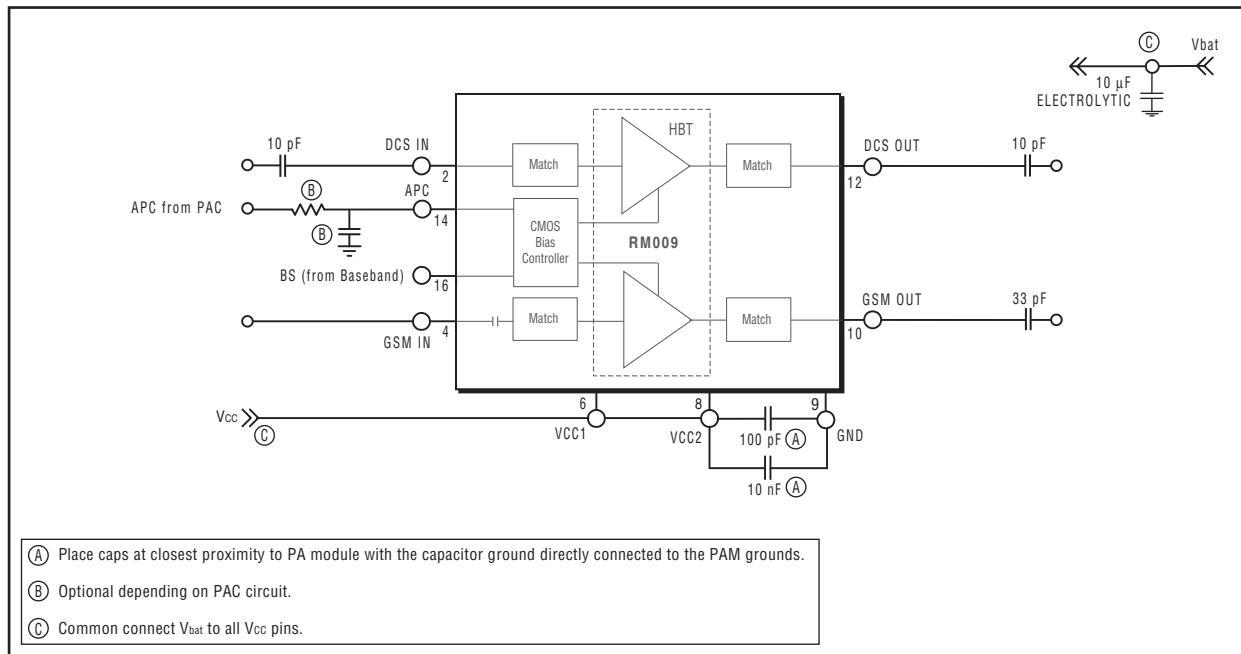 C
Vbat
10 µF
ELECTROLYTIC
HBT
10 pF
DCS IN
Match
Match
DCS OUT
10 pF
2
12
B
APC
APC from PAC
14
B
CMOS
Bias
Controller
RM009
BS (from Baseband)
16
GSM OUT
33 pF
Match
Match
4
10
GSM IN
6
8
9
Vcc
C
VCC1
VCC2
100 pF A
GND
10 nF A
A Place caps at closest proximity to PA module with the capacitor ground directly connected to the PAM grounds.
B Optional depending on PAC circuit.
C Common connect Vbat to all Vcc pins.